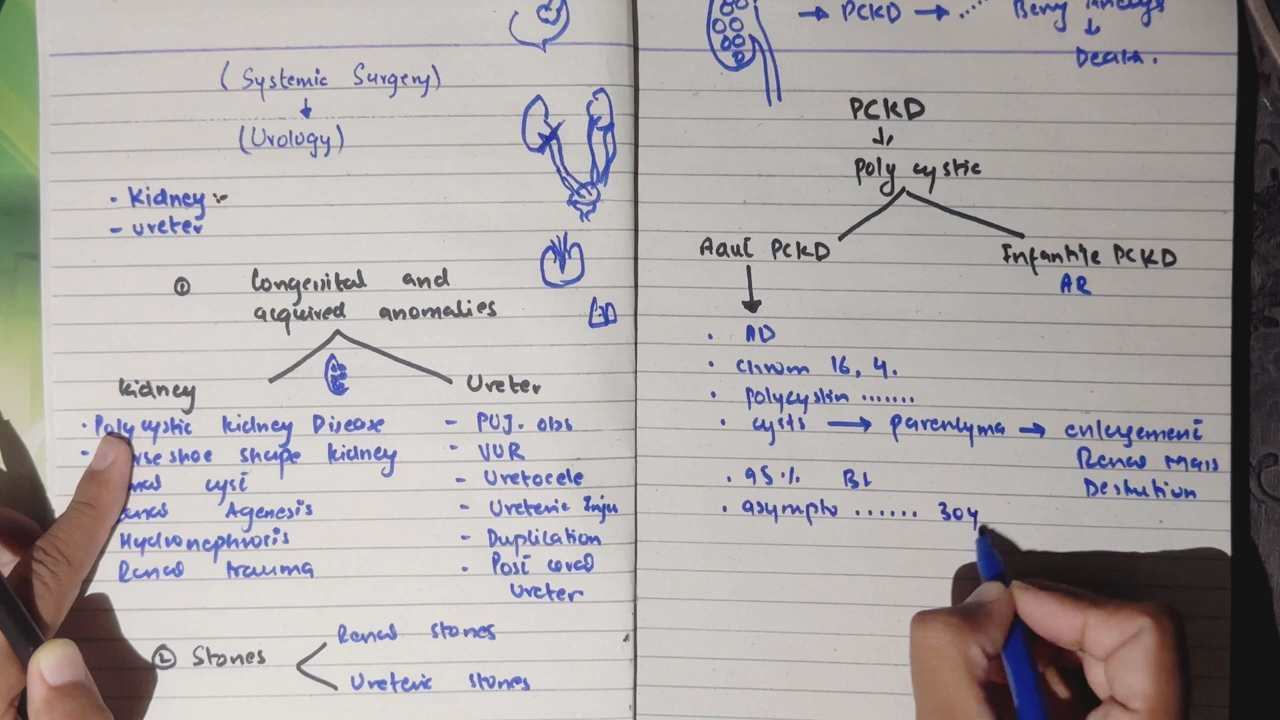 (Systemic Surgery)
(Urology)
- Kidney :-
- ureter
① Congenital and
acquired anomalies
kidney
- Polycystic kidney Disease
shoe shape kidney
cyst
Agenesis
Hydronephrosis
Renal trauma
Ureter
- PUJ. obs
- VUR
- Uretocele
- Ureteric Inju
- Duplication
- Post caval
Ureter
② Stones
Renal stones
Ureteric stones
→ PCKD → ..... Berry
Death.
PCKD
Poly cystic
PCKD
Infantile PCKD
AR
. AD
. Chrom 16, 4.
. polycystin .......
. cysts → parenlyma → enlargement
Renal Mass
Destrution
. 95 % BL
. asympto ...... 30y